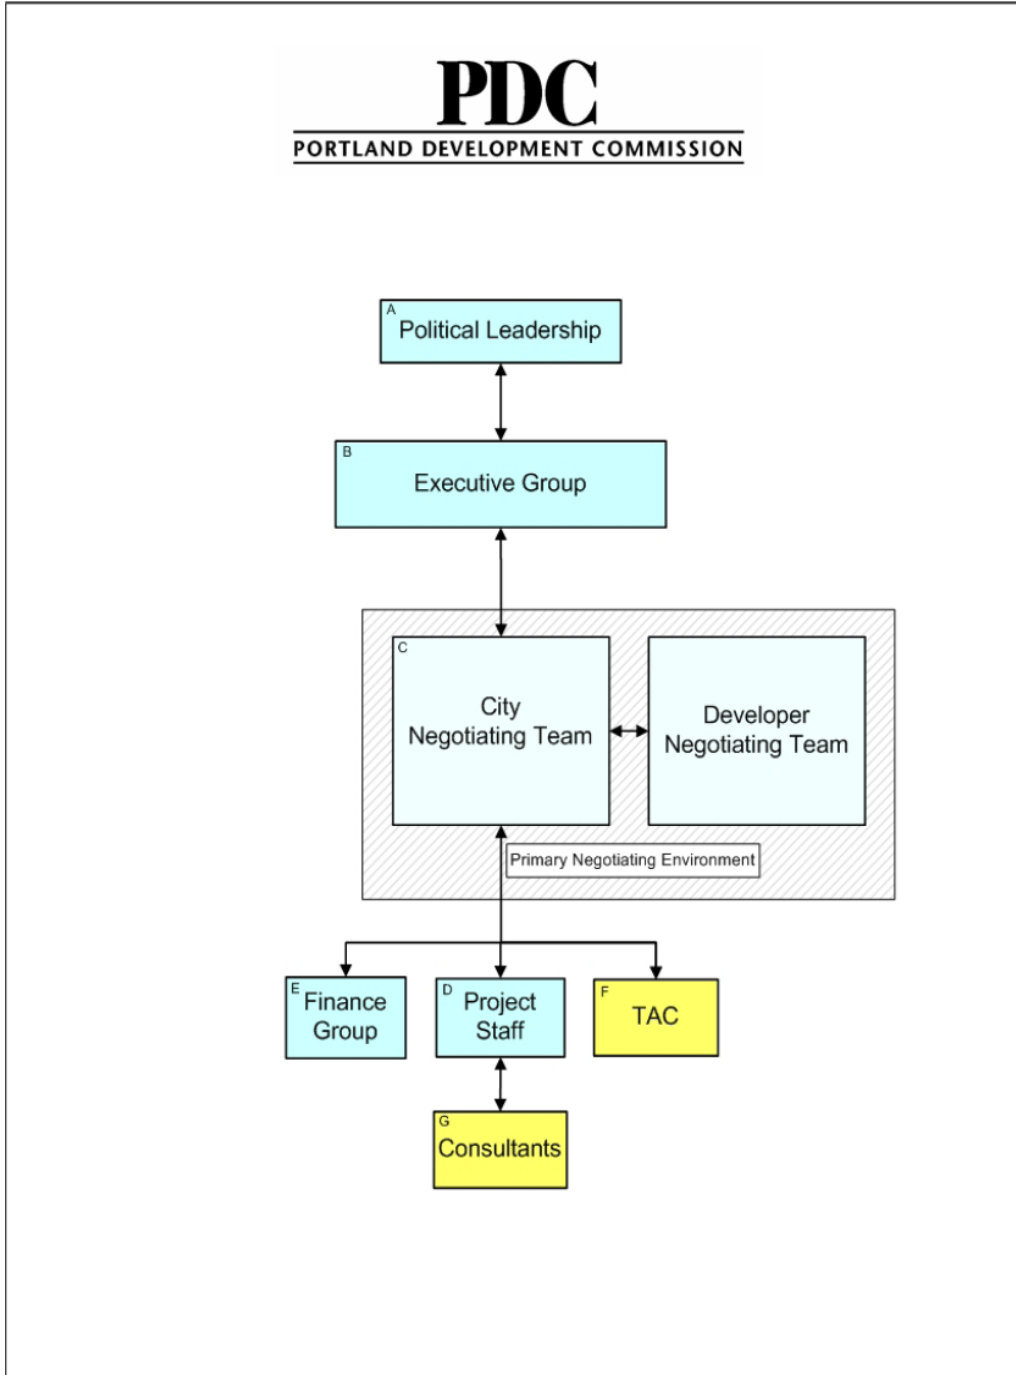 PDC
PORTLAND DEVELOPMENT COMMISSION
A
Political Leadership
B
Executive Group
C
City
Negotiating Team
Developer
Negotiating Team
Primary Negotiating Environment
E
Finance
Group
D
Project
Staff
F
TAC
G
Consultants